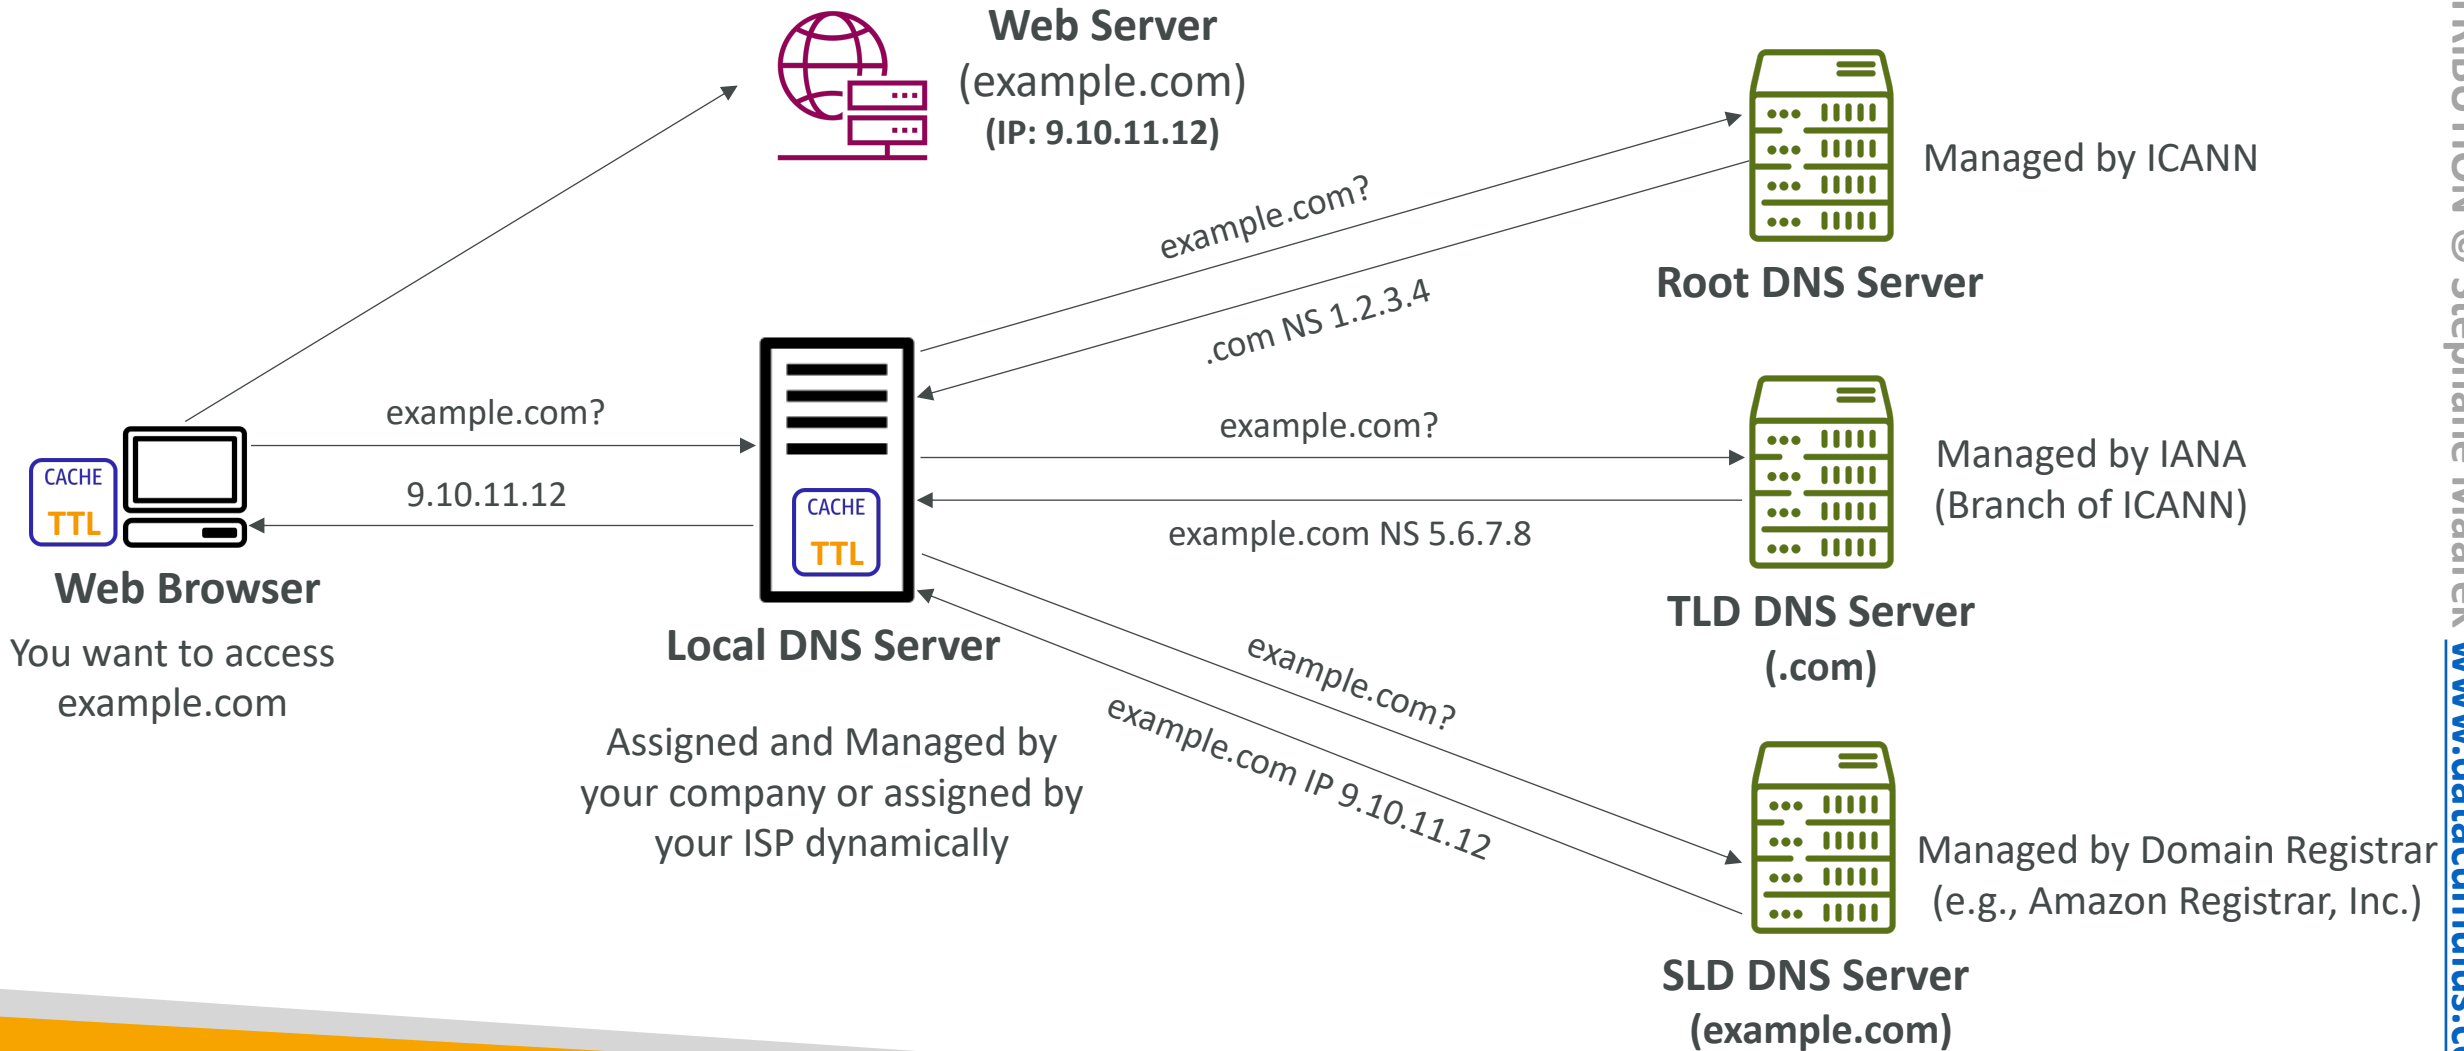 Web Server
(example.com)
(IP: 9.10.11.12)
example.com?
.com NS 1.2.3.4
Managed by ICANN
Root DNS Server
example.com?
9.10.11.12
CACHE
TTL
Web Browser
You want to access
example.com
CACHE
TTL
Local DNS Server
Assigned and Managed by
your company or assigned by
your ISP dynamically
example.com?
example.com NS 5.6.7.8
Managed by IANA
(Branch of ICANN)
TLD DNS Server
(.com)
example.com?
example.com IP 9.10.11.12
Managed by Domain Registrar
(e.g., Amazon Registrar, Inc.)
SLD DNS Server
(example.com)
© Stephane Maarek www.datacumulus.c